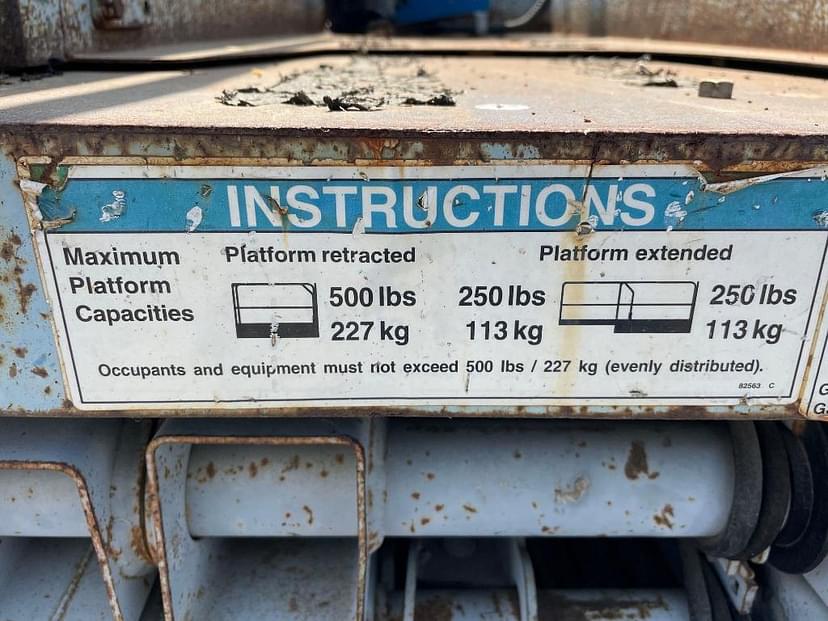 INSTRUCTIONS
Maximum Platform Capacities
Platform retracted
500 lbs
227 kg
Platform extended
250 lbs
113 kg
250 lbs
113 kg
Occupants and equipment must not exceed 500 lbs / 227 kg (evenly distributed).
82563 C